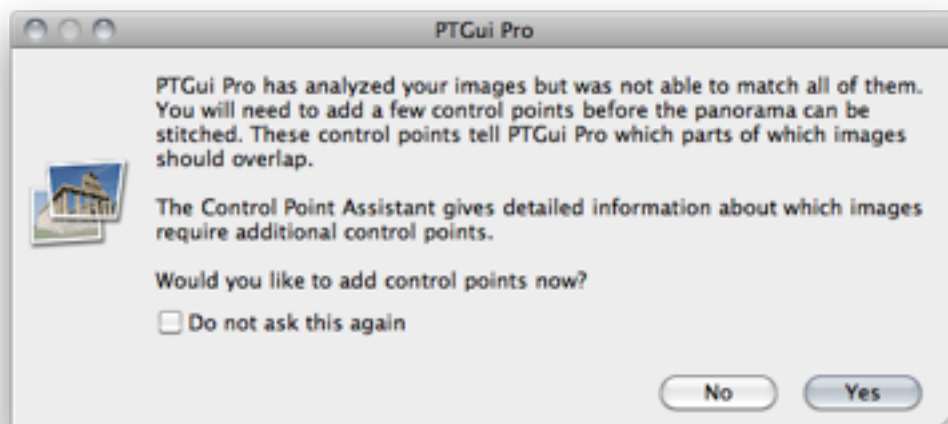 PTGui Pro
PTGui Pro has analyzed your images but was not able to match all of them.
You will need to add a few control points before the panorama can be
stitched. These control points tell PTGui Pro which parts of which images
should overlap.
The Control Point Assistant gives detailed information about which images
require additional control points.
Would you like to add control points now?
Do not ask this again
No
Yes